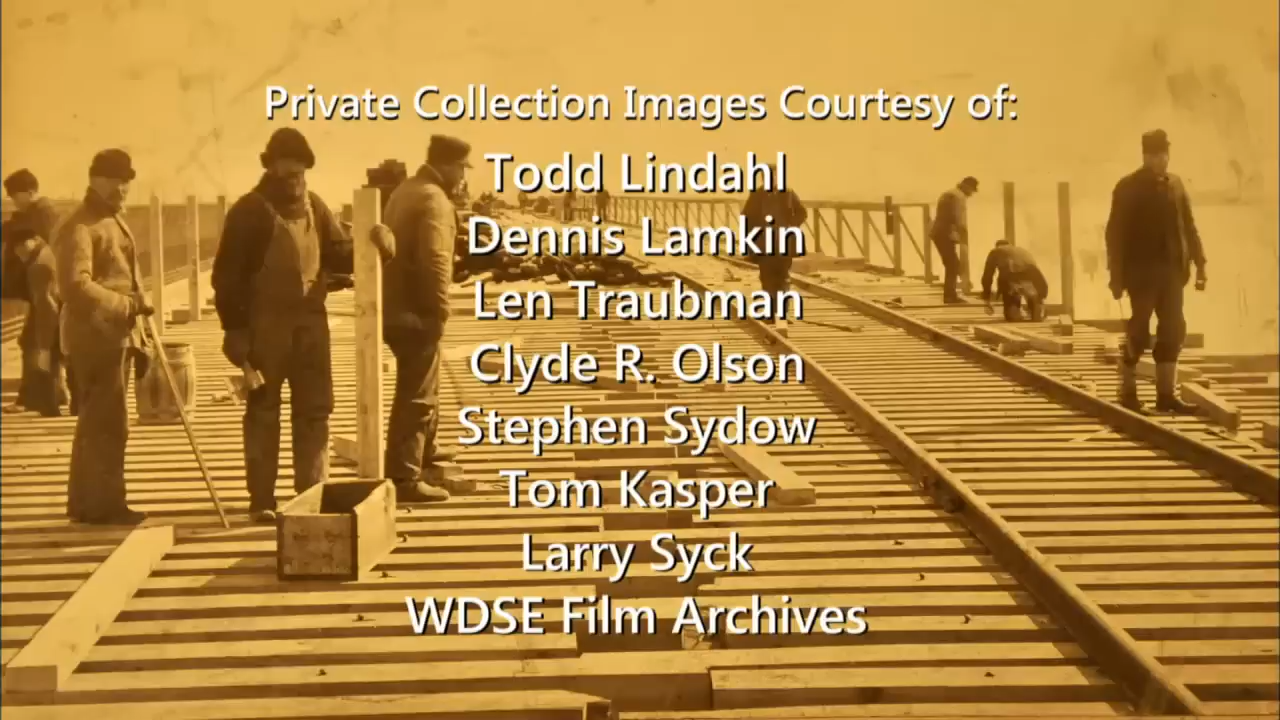 Private Collection Images Courtesy of:
Todd Lindahl
Dennis Lamkin
Len Traubman
Clyde R. Olson
Stephen Sydow
Tom Kasper
Larry Syck
WDSE Film Archives